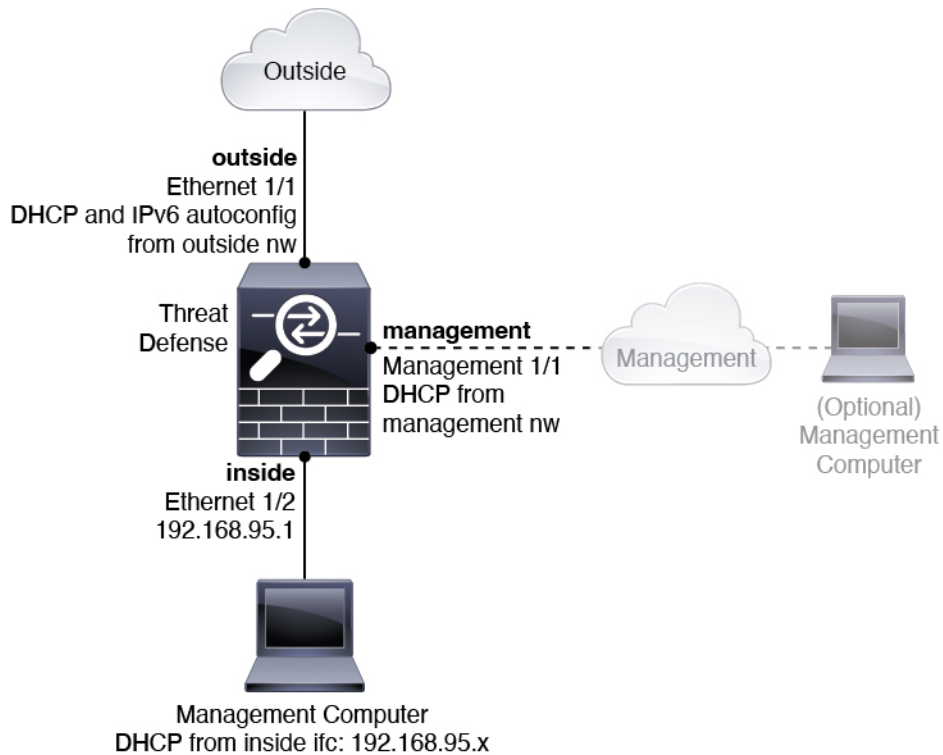 Outside
outside
Ethernet 1/1
DHCP and IPv6 autoconfig
from outside nw
Threat
Defense
management
Management 1/1
DHCP from
management nw
Management
(Optional)
Management
Computer
inside
Ethernet 1/2
192.168.95.1
Management Computer
DHCP from inside ifc: 192.168.95.x